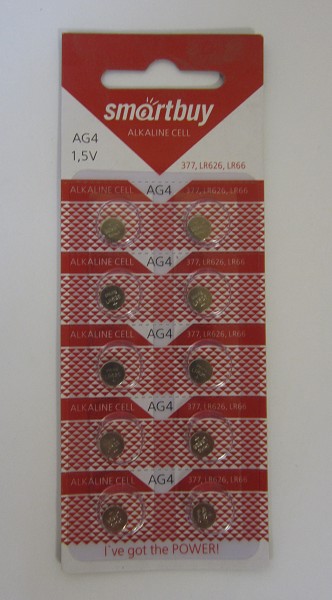 smartbuy
ALKALINE CELL
AG4
1,5V
377, LR626, LR66
ALKALINE CELL AG4 377, LR626, LR66
ALKALINE CELL AG4 377, LR626, LR66
ALKALINE CELL AG4 377, LR626, LR66
ALKALINE CELL AG4 377, LR626, LR66
ALKALINE CELL AG4 377, LR626, LR66
I´ve got the POWER!